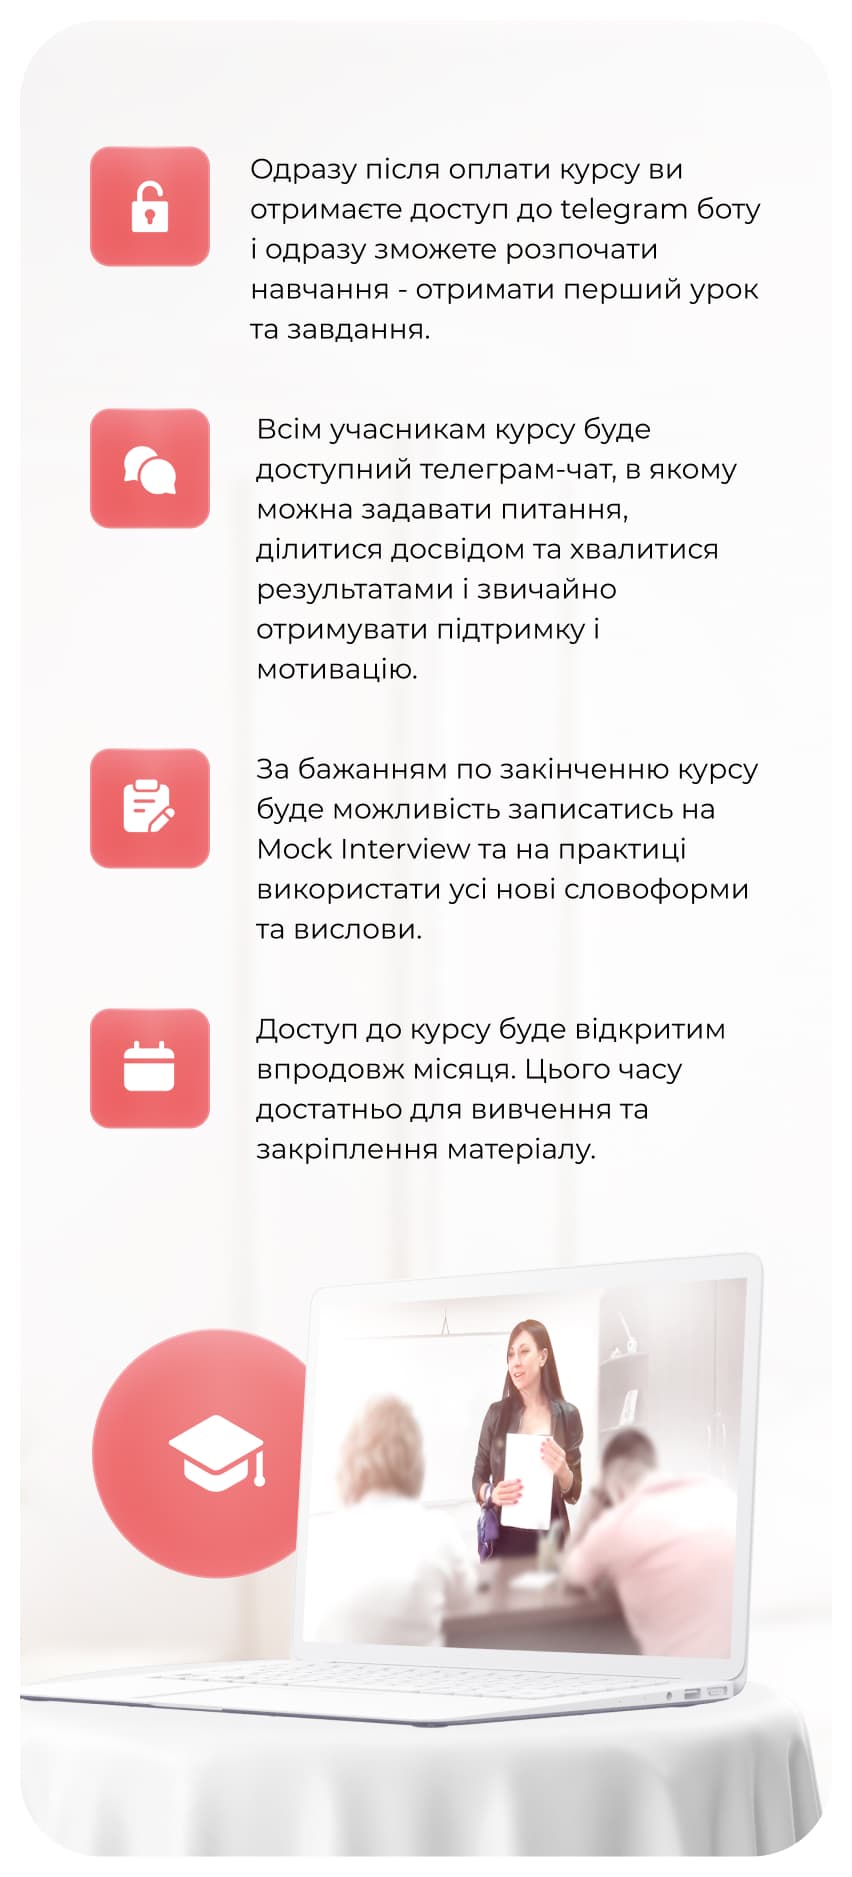 Одразу після оплати курсу ви
отримаєте доступ до telegram боту
і одразу зможете розпочати
навчання - отримати перший урок
та завдання.
Всім учасникам курсу буде
доступний телеграм-чат, в якому
можна задавати питання,
ділитися досвідом та хвалитися
результатами і звичайно
отримувати підтримку і
мотивацію.
За бажанням по закінченню курсу
буде можливість записатись на
Mock Interview та на практиці
використати усі нові словоформи
та вислови.
Доступ до курсу буде відкритим
впродовж місяця. Цього часу
достатньо для вивчення та
закріплення матеріалу.